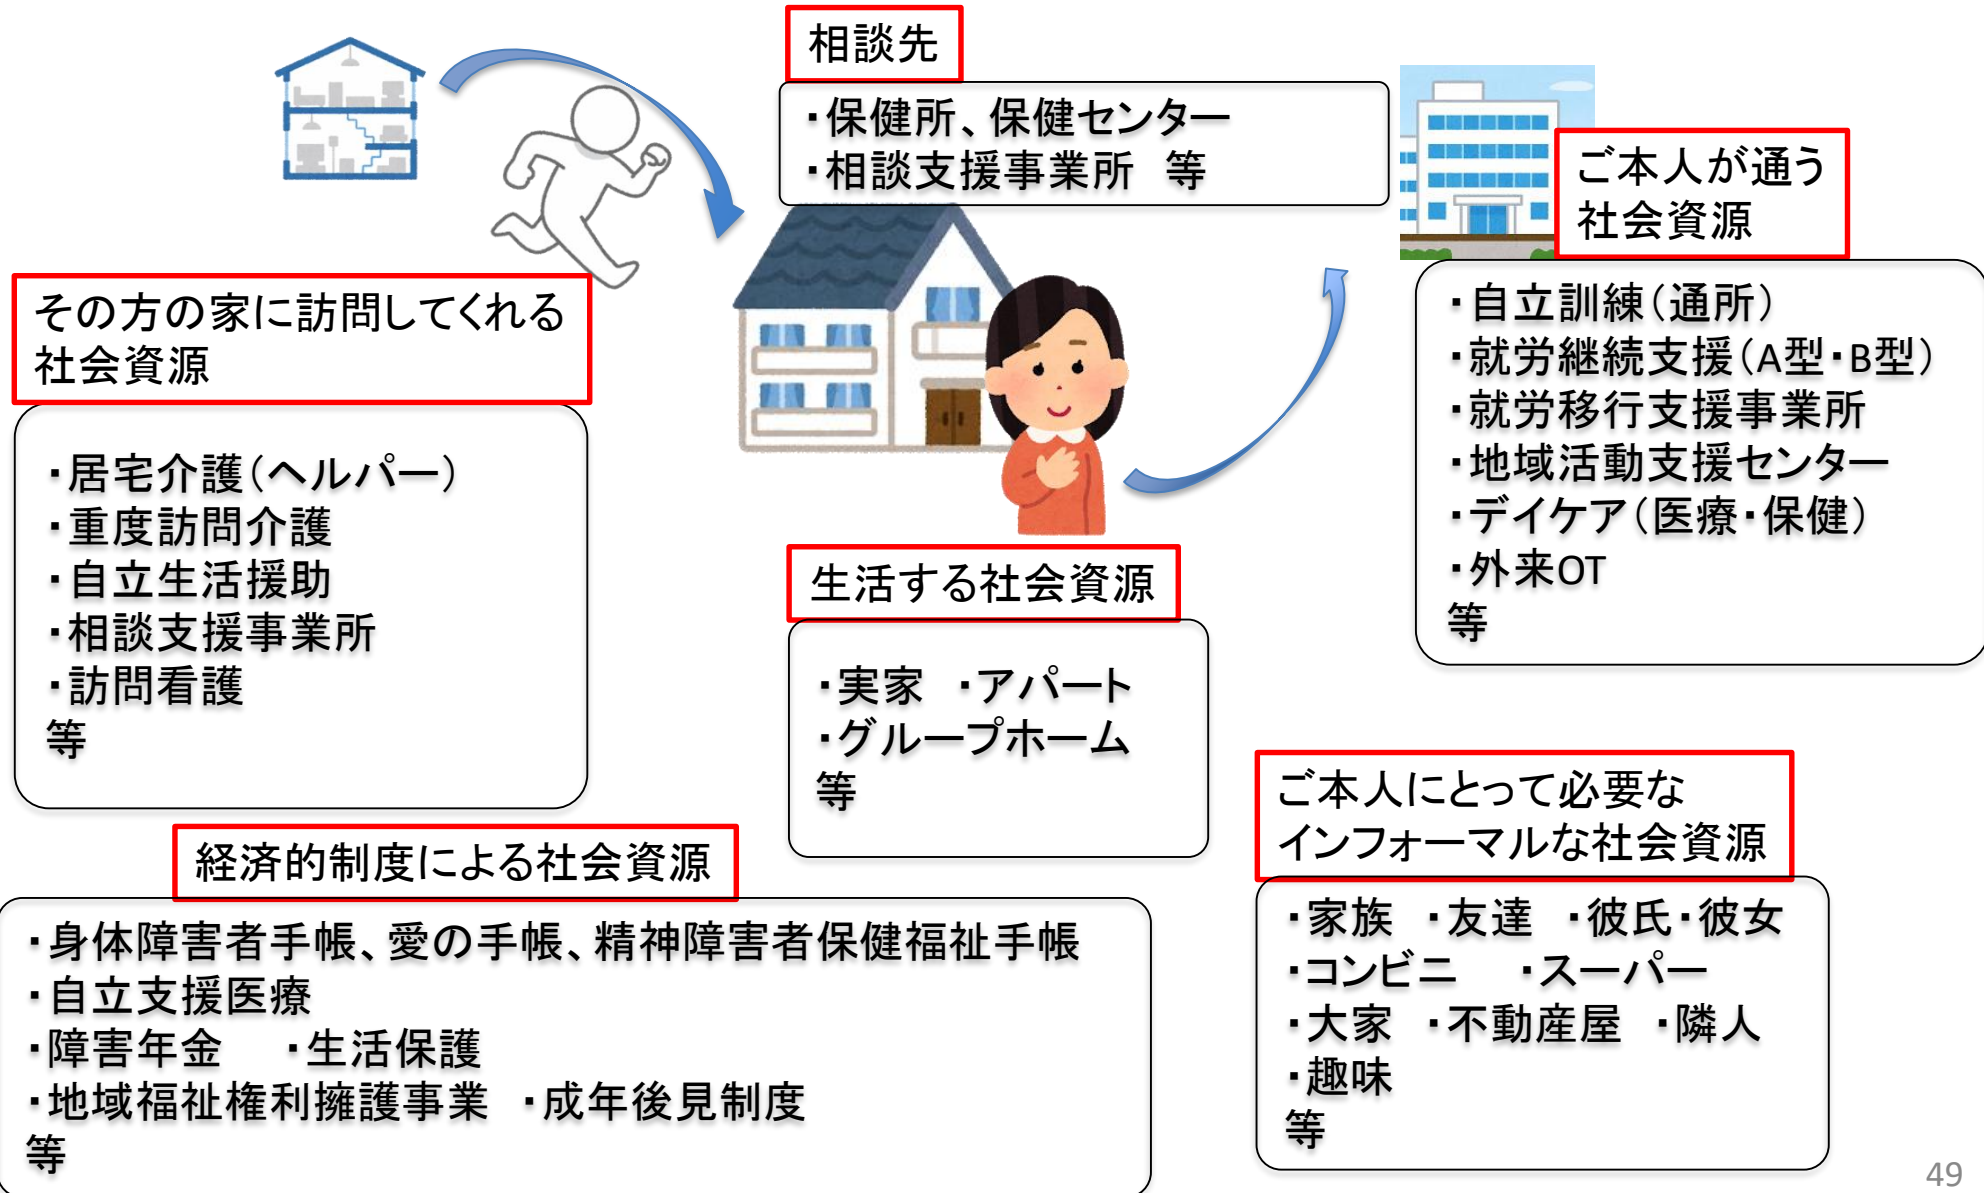 相談先
・保健所、保健センター
・相談支援事業所　等
ご本人が通う
社会資源
・自立訓練（通所）
・就労継続支援（A型・B型）
・就労移行支援事業所
・地域活動支援センター
・デイケア（医療・保健）
・外来OT
等
その方の家に訪問してくれる
社会資源
・居宅介護（ヘルパー）
・重度訪問介護
・自立生活援助
・相談支援事業所
・訪問看護
等
生活する社会資源
・実家　・アパート
・グループホーム
等
経済的制度による社会資源
・身体障害者手帳、愛の手帳、精神障害者保健福祉手帳
・自立支援医療
・障害年金　・生活保護
・地域福祉権利擁護事業　・成年後見制度
等
ご本人にとって必要な
インフォーマルな社会資源
・家族　・友達　・彼氏・彼女
・コンビニ　・スーパー
・大家　・不動産屋　・隣人
・趣味
等
49